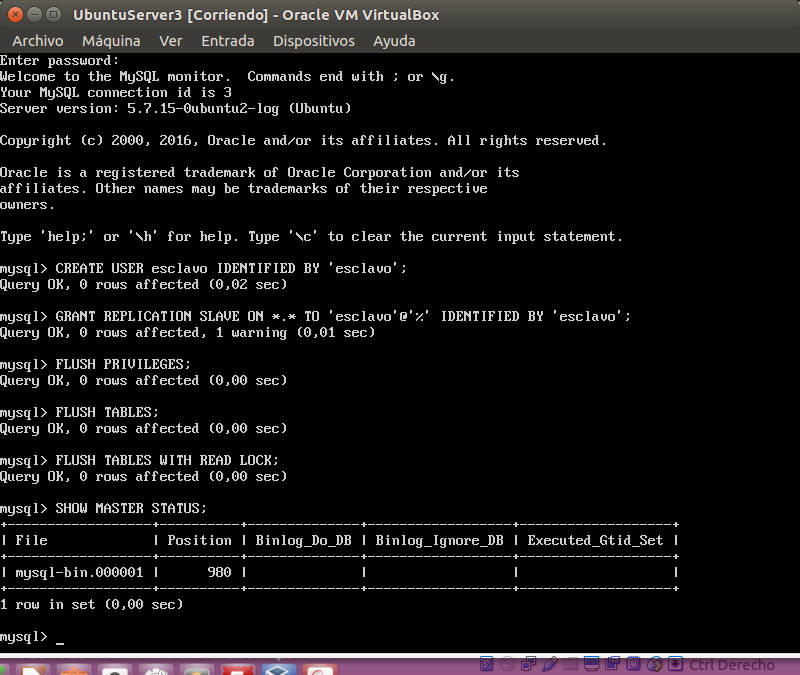 UbuntuServer3 [Corriendo] - Oracle VM VirtualBox
Archivo Máquina Ver Entrada Dispositivos Ayuda
Enter password:
Welcome to the MySQL monitor.  Commands end with ; or \g.
Your MySQL connection id is 3
Server version: 5.7.15-0ubuntu2-log (Ubuntu)
Copyright (c) 2000, 2016, Oracle and/or its affiliates. All rights reserved.
Oracle is a registered trademark of Oracle Corporation and/or its
affiliates. Other names may be trademarks of their respective
owners.
Type 'help;' or '\h' for help. Type '\c' to clear the current input statement.
mysql> CREATE USER esclavo IDENTIFIED BY 'esclavo';
Query OK, 0 rows affected (0,02 sec)
mysql> GRANT REPLICATION SLAVE ON *.* TO 'esclavo'@'%' IDENTIFIED BY 'esclavo';
Query OK, 0 rows affected, 1 warning (0,01 sec)
mysql> FLUSH PRIVILEGES;
Query OK, 0 rows affected (0,00 sec)
mysql> FLUSH TABLES;
Query OK, 0 rows affected (0,00 sec)
mysql> FLUSH TABLES WITH READ LOCK;
Query OK, 0 rows affected (0,00 sec)
mysql> SHOW MASTER STATUS;
+------------------+----------+--------------+------------------+-------------------+
| File             | Position | Binlog_Do_DB | Binlog_Ignore_DB | Executed_Gtid_Set |
+------------------+----------+--------------+------------------+-------------------+
| mysql-bin.000001 |      980 |              |                  |                   |
+------------------+----------+--------------+------------------+-------------------+
1 row in set (0,00 sec)
mysql> _
Ctrl Derecho